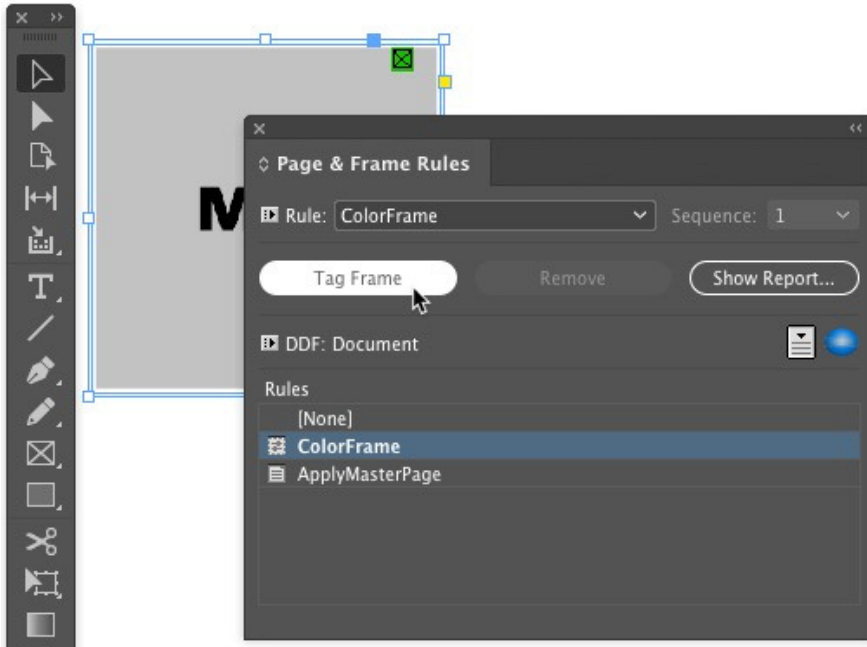 Page & Frame Rules
M
Rule: ColorFrame Sequence: 1
Tag Frame Remove Show Report...
DDF: Document
Rules
[None]
ColorFrame
ApplyMasterPage